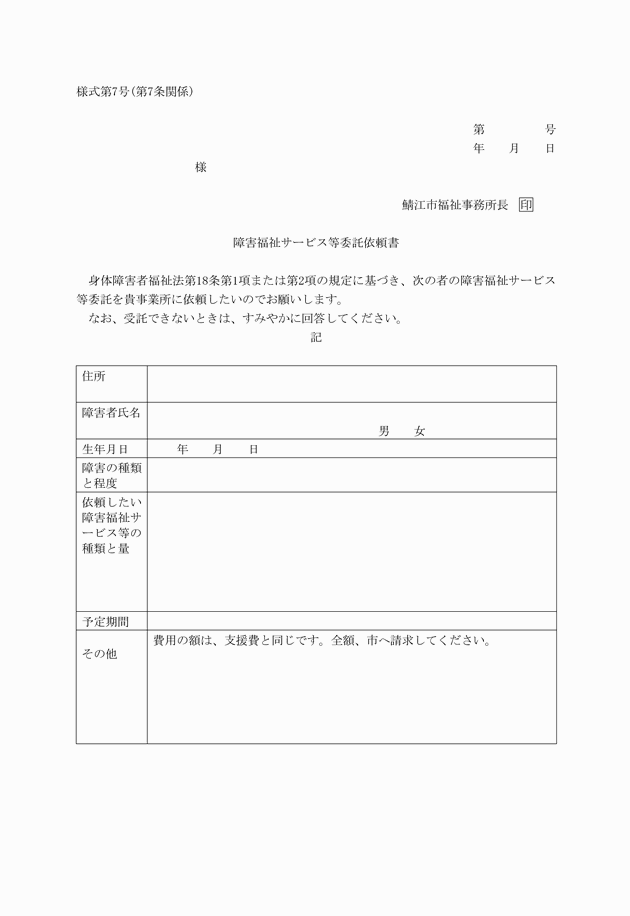 様式第7号(第7条関係)
第　　　　　号
年　　月　　日
様
鯖江市福祉事務所長　印
障害福祉サービス等委託依頼書
身体障害者福祉法第18条第1項または第2項の規定に基づき、次の者の障害福祉サービス
等委託を貴事業所に依頼したいのでお願いします。
なお、受託できないときは、すみやかに回答してください。
記
住所
障害者氏名
男　　女
生年月日　　　　年　　月　　日
障害の種類
と程度
依頼したい
障害福祉サ
ービス等の
種類と量
予定期間
費用の額は、支援費と同じです。全額、市へ請求してください。
その他